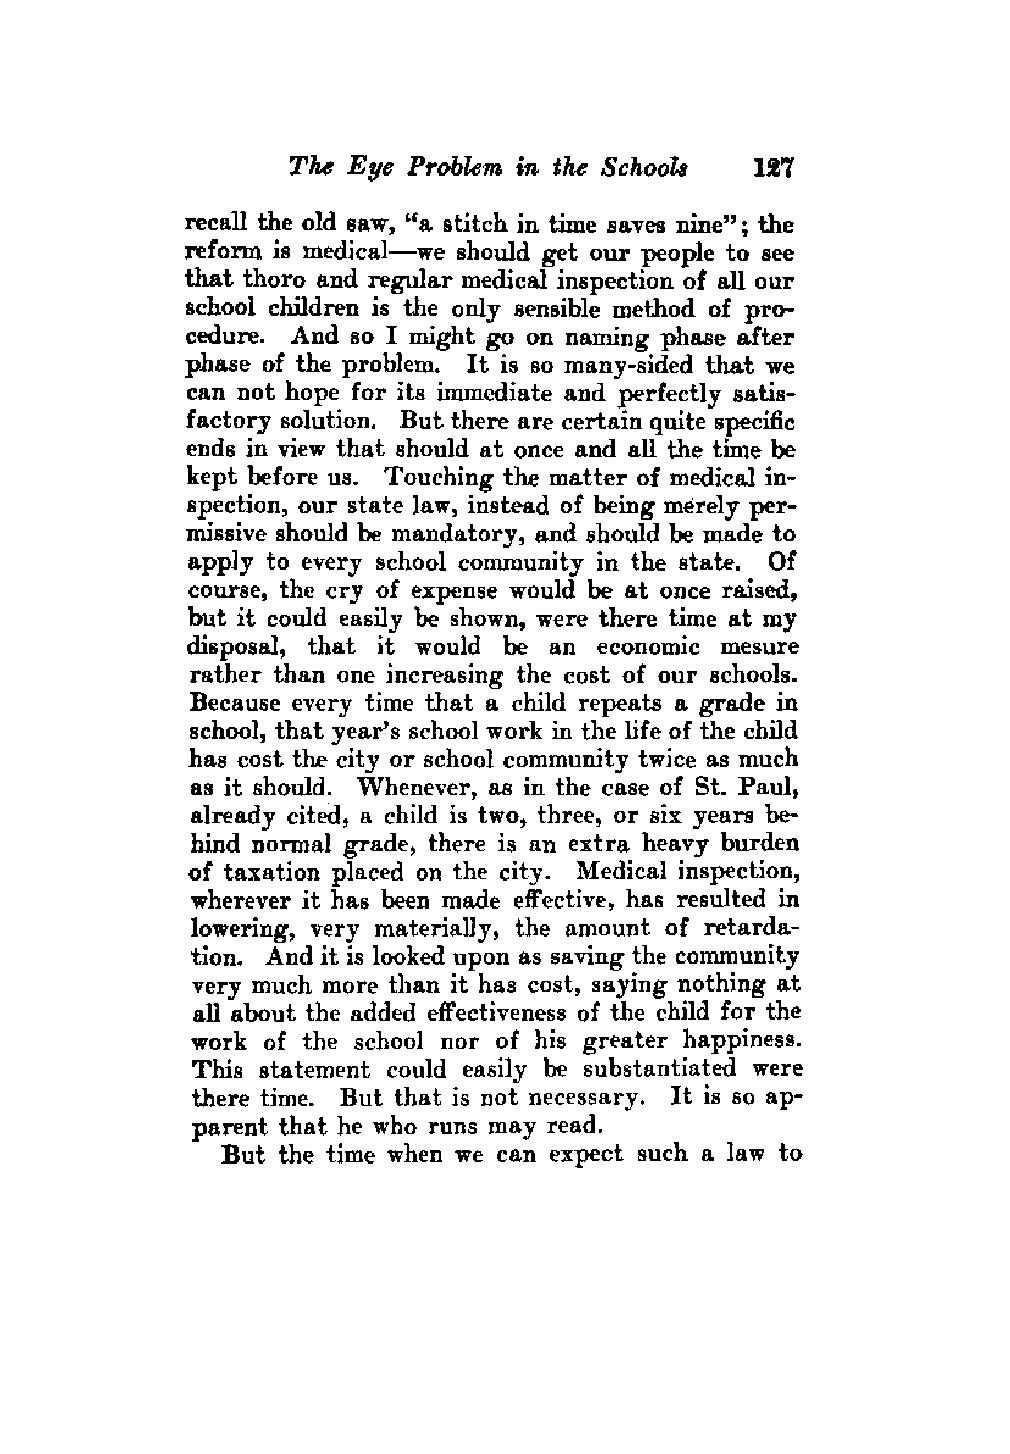 The Eye Problem in the Schools 127
recall the old saw, "a stitch in time saves nine"; the
reform is medical—we should get our people to see
that thoro and regular medical inspection of all our
school children is the only sensible method of pro-
cedure. And so I might go on naming phase after
phase of the problem. It is so many-sided that we
can not hope for its immediate and perfectly satis-
factory solution. But there are certain quite specific
ends in view that should at once and all the time be
kept before us. Touching the matter of medical in-
spection, our state law, instead of being merely per-
missive should be mandatory, and should be made to
apply to every school community in the state. Of
course, the cry of expense would be at once raised,
but it could easily be shown, were there time at my
disposal, that it would be an economic mesure
rather than one increasing the cost of our schools.
Because every time that a child repeats a grade in
school, that year's school work in the life of the child
has cost the city or school community twice as much
as it should. Whenever, as in the case of St. Paul,
already cited, a child is two, three, or six years be-
hind normal grade, there is an extra heavy burden
of taxation placed on the city. Medical inspection,
wherever it has been made effective, has resulted in
lowering, very materially, the amount of retarda-
tion. And it is looked upon as saving the community
very much more than it has cost, saying nothing at
all about the added effectiveness of the child for the
work of the school nor of his greater happiness.
This statement could easily be substantiated were
there time. But that is not necessary. It is so ap-
parent that he who runs may read.
But the time when we can expect such a law to